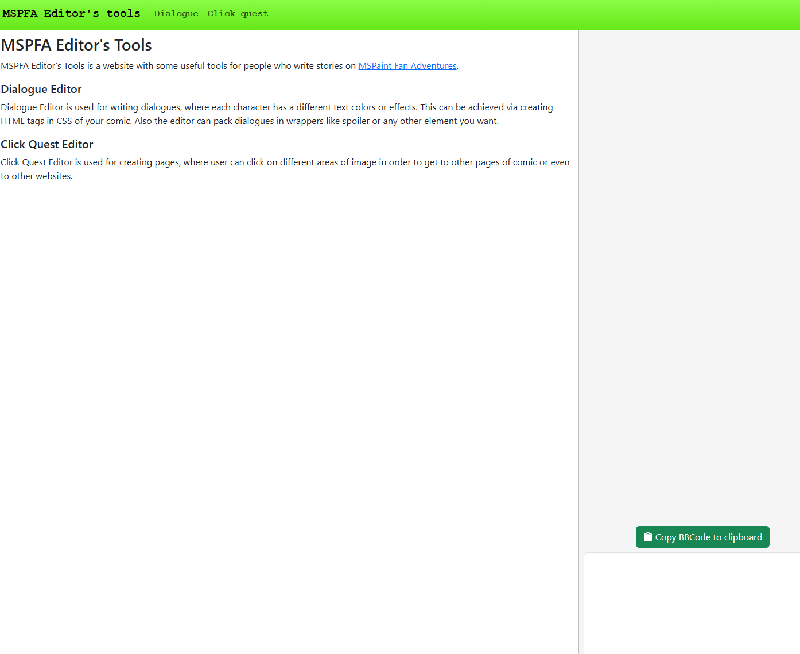 MSPFA Editor's tools Dialogue Click quest
MSPFA Editor's Tools
MSPFA Editor's Tools is a website with some useful tools for people who write stories on MSPaint Fan Adventures.
Dialogue Editor
Dialogue Editor is used for writing dialogues, where each character has a different text colors or effects. This can be achieved via creating
HTML tags in CSS of your comic. Also the editor can pack dialogues in wrappers like spoiler or any other element you want.
Click Quest Editor
Click Quest Editor is used for creating pages, where user can click on different areas of image in order to get to other pages of comic or even
to other websites.
Copy BBCode to clipboard